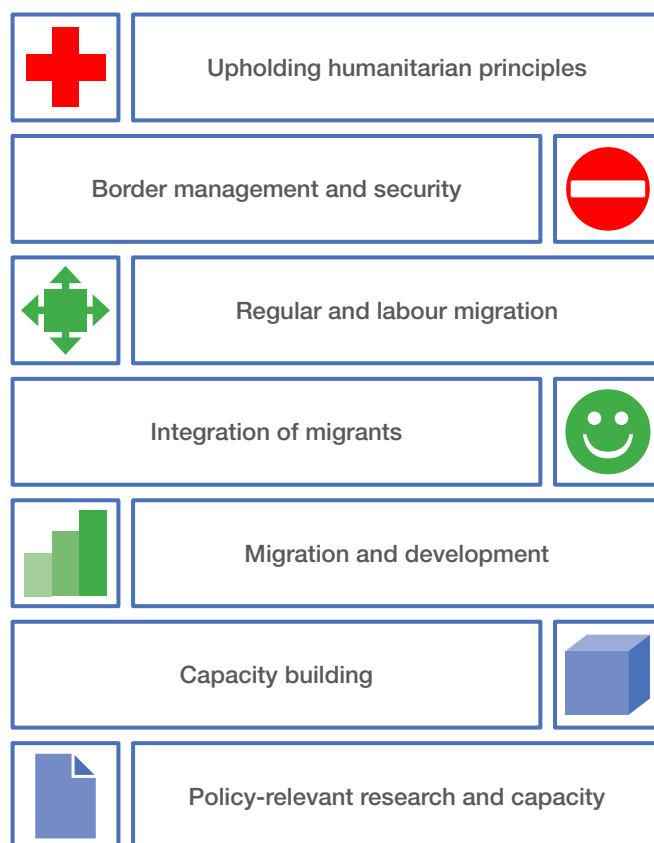 Upholding humanitarian principles
Border management and security
Regular and labour migration
Integration of migrants
Migration and development
Capacity building
Policy-relevant research and capacity